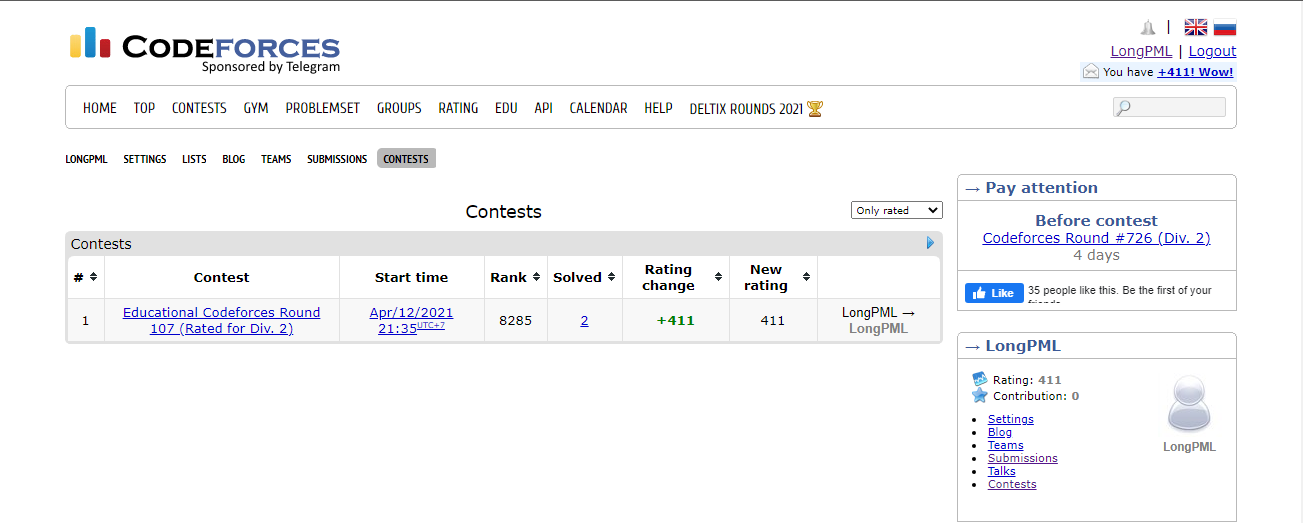 CODEFORCES
Sponsored by Telegram
|
LongPML | Logout
You have +411! Wow!
HOME TOP CONTESTS GYM PROBLEMSET GROUPS RATING EDU API CALENDAR HELP DELTIX ROUNDS 2021
LONGPML SETTINGS LISTS BLOG TEAMS SUBMISSIONS CONTESTS
Contests
Only rated
Contests
# Contest Start time Rank Solved Rating change New rating
1 Educational Codeforces Round 107 (Rated for Div. 2) Apr/12/2021 21:35 UTC+7 8285 2 +411 411 LongPML → LongPML
→ Pay attention
Before contest
Codeforces Round #726 (Div. 2)
4 days
Like 35 people like this. Be the first of your
→ LongPML
Rating: 411
Contribution: 0
Settings
Blog
Teams
Submissions
Talks
Contests
LongPML